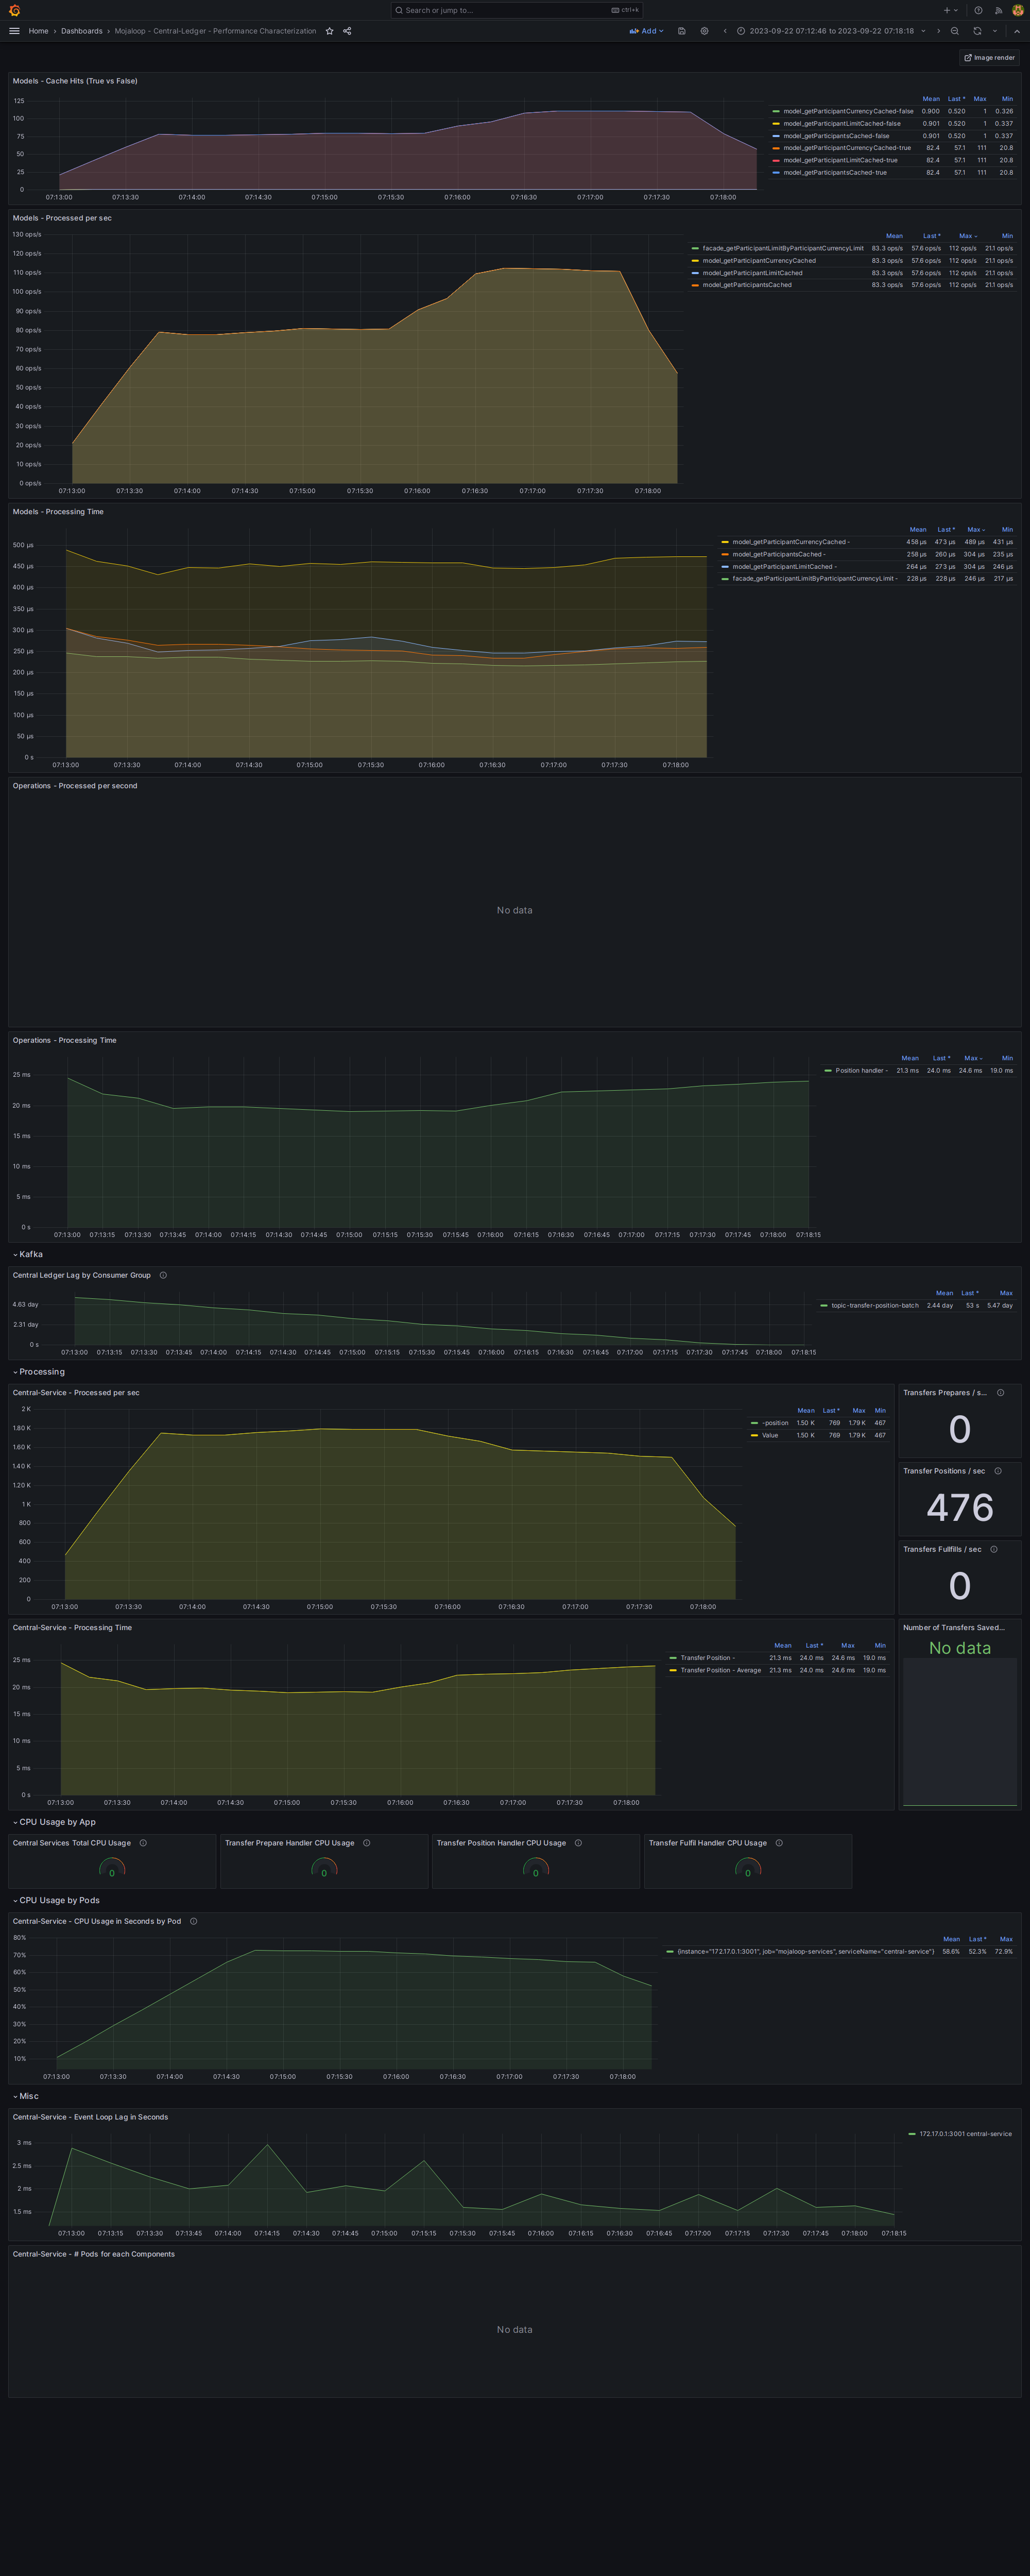 Search or jump to...
ctrl+k
Home › Dashboards › Mojaloop - Central-Ledger - Performance Characterization
Add
2023-09-22 07:12:46 to 2023-09-22 07:18:18
Image render
Models - Cache Hits (True vs False)
125
100
75
50
25
0
07:13:00 07:13:30 07:14:00 07:14:30 07:15:00 07:15:30 07:16:00 07:16:30 07:17:00 07:17:30 07:18:00
Mean Last * Max Min
model_getParticipantCurrencyCached-false 0.900 0.520 1 0.326
model_getParticipantLimitCached-false 0.901 0.520 1 0.337
model_getParticipantsCached-false 0.901 0.520 1 0.337
model_getParticipantCurrencyCached-true 82.4 57.1 111 20.8
model_getParticipantLimitCached-true 82.4 57.1 111 20.8
model_getParticipantsCached-true 82.4 57.1 111 20.8
Models - Processed per sec
130 ops/s
120 ops/s
110 ops/s
100 ops/s
90 ops/s
80 ops/s
70 ops/s
60 ops/s
50 ops/s
40 ops/s
30 ops/s
20 ops/s
10 ops/s
0 ops/s
07:13:00 07:13:30 07:14:00 07:14:30 07:15:00 07:15:30 07:16:00 07:16:30 07:17:00 07:17:30 07:18:00
Mean Last * Max Min
facade_getParticipantLimitByParticipantCurrencyLimit 83.3 ops/s 57.6 ops/s 112 ops/s 21.1 ops/s
model_getParticipantCurrencyCached 83.3 ops/s 57.6 ops/s 112 ops/s 21.1 ops/s
model_getParticipantLimitCached 83.3 ops/s 57.6 ops/s 112 ops/s 21.1 ops/s
model_getParticipantsCached 83.3 ops/s 57.6 ops/s 112 ops/s 21.1 ops/s
Models - Processing Time
500 µs
450 µs
400 µs
350 µs
300 µs
250 µs
200 µs
150 µs
100 µs
50 µs
0 s
07:13:00 07:13:30 07:14:00 07:14:30 07:15:00 07:15:30 07:16:00 07:16:30 07:17:00 07:17:30 07:18:00
Mean Last * Max Min
model_getParticipantCurrencyCached - 458 µs 473 µs 489 µs 431 µs
model_getParticipantsCached - 258 µs 260 µs 304 µs 235 µs
model_getParticipantLimitCached - 264 µs 273 µs 304 µs 246 µs
facade_getParticipantLimitByParticipantCurrencyLimit - 228 µs 228 µs 246 µs 217 µs
Operations - Processed per second
No data
Operations - Processing Time
25 ms
20 ms
15 ms
10 ms
5 ms
0 s
07:13:00 07:13:15 07:13:30 07:13:45 07:14:00 07:14:15 07:14:30 07:14:45 07:15:00 07:15:15 07:15:30 07:15:45 07:16:00 07:16:15 07:16:30 07:16:45 07:17:00 07:17:15 07:17:30 07:17:45 07:18:00 07:18:15
Mean Last * Max Min
Position handler - 21.3 ms 24.0 ms 24.6 ms 19.0 ms
Kafka
Central Ledger Lag by Consumer Group
4.63 day
2.31 day
0 s
07:13:00 07:13:15 07:13:30 07:13:45 07:14:00 07:14:15 07:14:30 07:14:45 07:15:00 07:15:15 07:15:30 07:15:45 07:16:00 07:16:15 07:16:30 07:16:45 07:17:00 07:17:15 07:17:30 07:17:45 07:18:00 07:18:15
Mean Last * Max
topic-transfer-position-batch 2.44 day 53 s 5.47 day
Processing
Central-Service - Processed per sec
2 K
1.80 K
1.60 K
1.40 K
1.20 K
1 K
800
600
400
200
0
07:13:00 07:13:30 07:14:00 07:14:30 07:15:00 07:15:30 07:16:00 07:16:30 07:17:00 07:17:30 07:18:00
Mean Last * Max Min
-position 1.50 K 769 1.79 K 467
Value 1.50 K 769 1.79 K 467
Transfers Prepares / s...
0
Transfer Positions / sec
476
Transfers Fullfills / sec
0
Central-Service - Processing Time
25 ms
20 ms
15 ms
10 ms
5 ms
0 s
07:13:00 07:13:30 07:14:00 07:14:30 07:15:00 07:15:30 07:16:00 07:16:30 07:17:00 07:17:30 07:18:00
Mean Last * Max Min
Transfer Position - 21.3 ms 24.0 ms 24.6 ms 19.0 ms
Transfer Position - Average 21.3 ms 24.0 ms 24.6 ms 19.0 ms
Number of Transfers Saved...
No data
CPU Usage by App
Central Services Total CPU Usage
0
Transfer Prepare Handler CPU Usage
0
Transfer Position Handler CPU Usage
0
Transfer Fulfil Handler CPU Usage
0
CPU Usage by Pods
Central-Service - CPU Usage in Seconds by Pod
80%
70%
60%
50%
40%
30%
20%
10%
07:13:00 07:13:30 07:14:00 07:14:30 07:15:00 07:15:30 07:16:00 07:16:30 07:17:00 07:17:30 07:18:00
Mean Last * Max
{instance="172.17.0.1:3001", job="mojaloop-services", serviceName="central-service"} 58.6% 52.3% 72.9%
Misc
Central-Service - Event Loop Lag in Seconds
3 ms
2.5 ms
2 ms
1.5 ms
07:13:00 07:13:15 07:13:30 07:13:45 07:14:00 07:14:15 07:14:30 07:14:45 07:15:00 07:15:15 07:15:30 07:15:45 07:16:00 07:16:15 07:16:30 07:16:45 07:17:00 07:17:15 07:17:30 07:17:45 07:18:00 07:18:15
172.17.0.1:3001 central-service
Central-Service - # Pods for each Components
No data